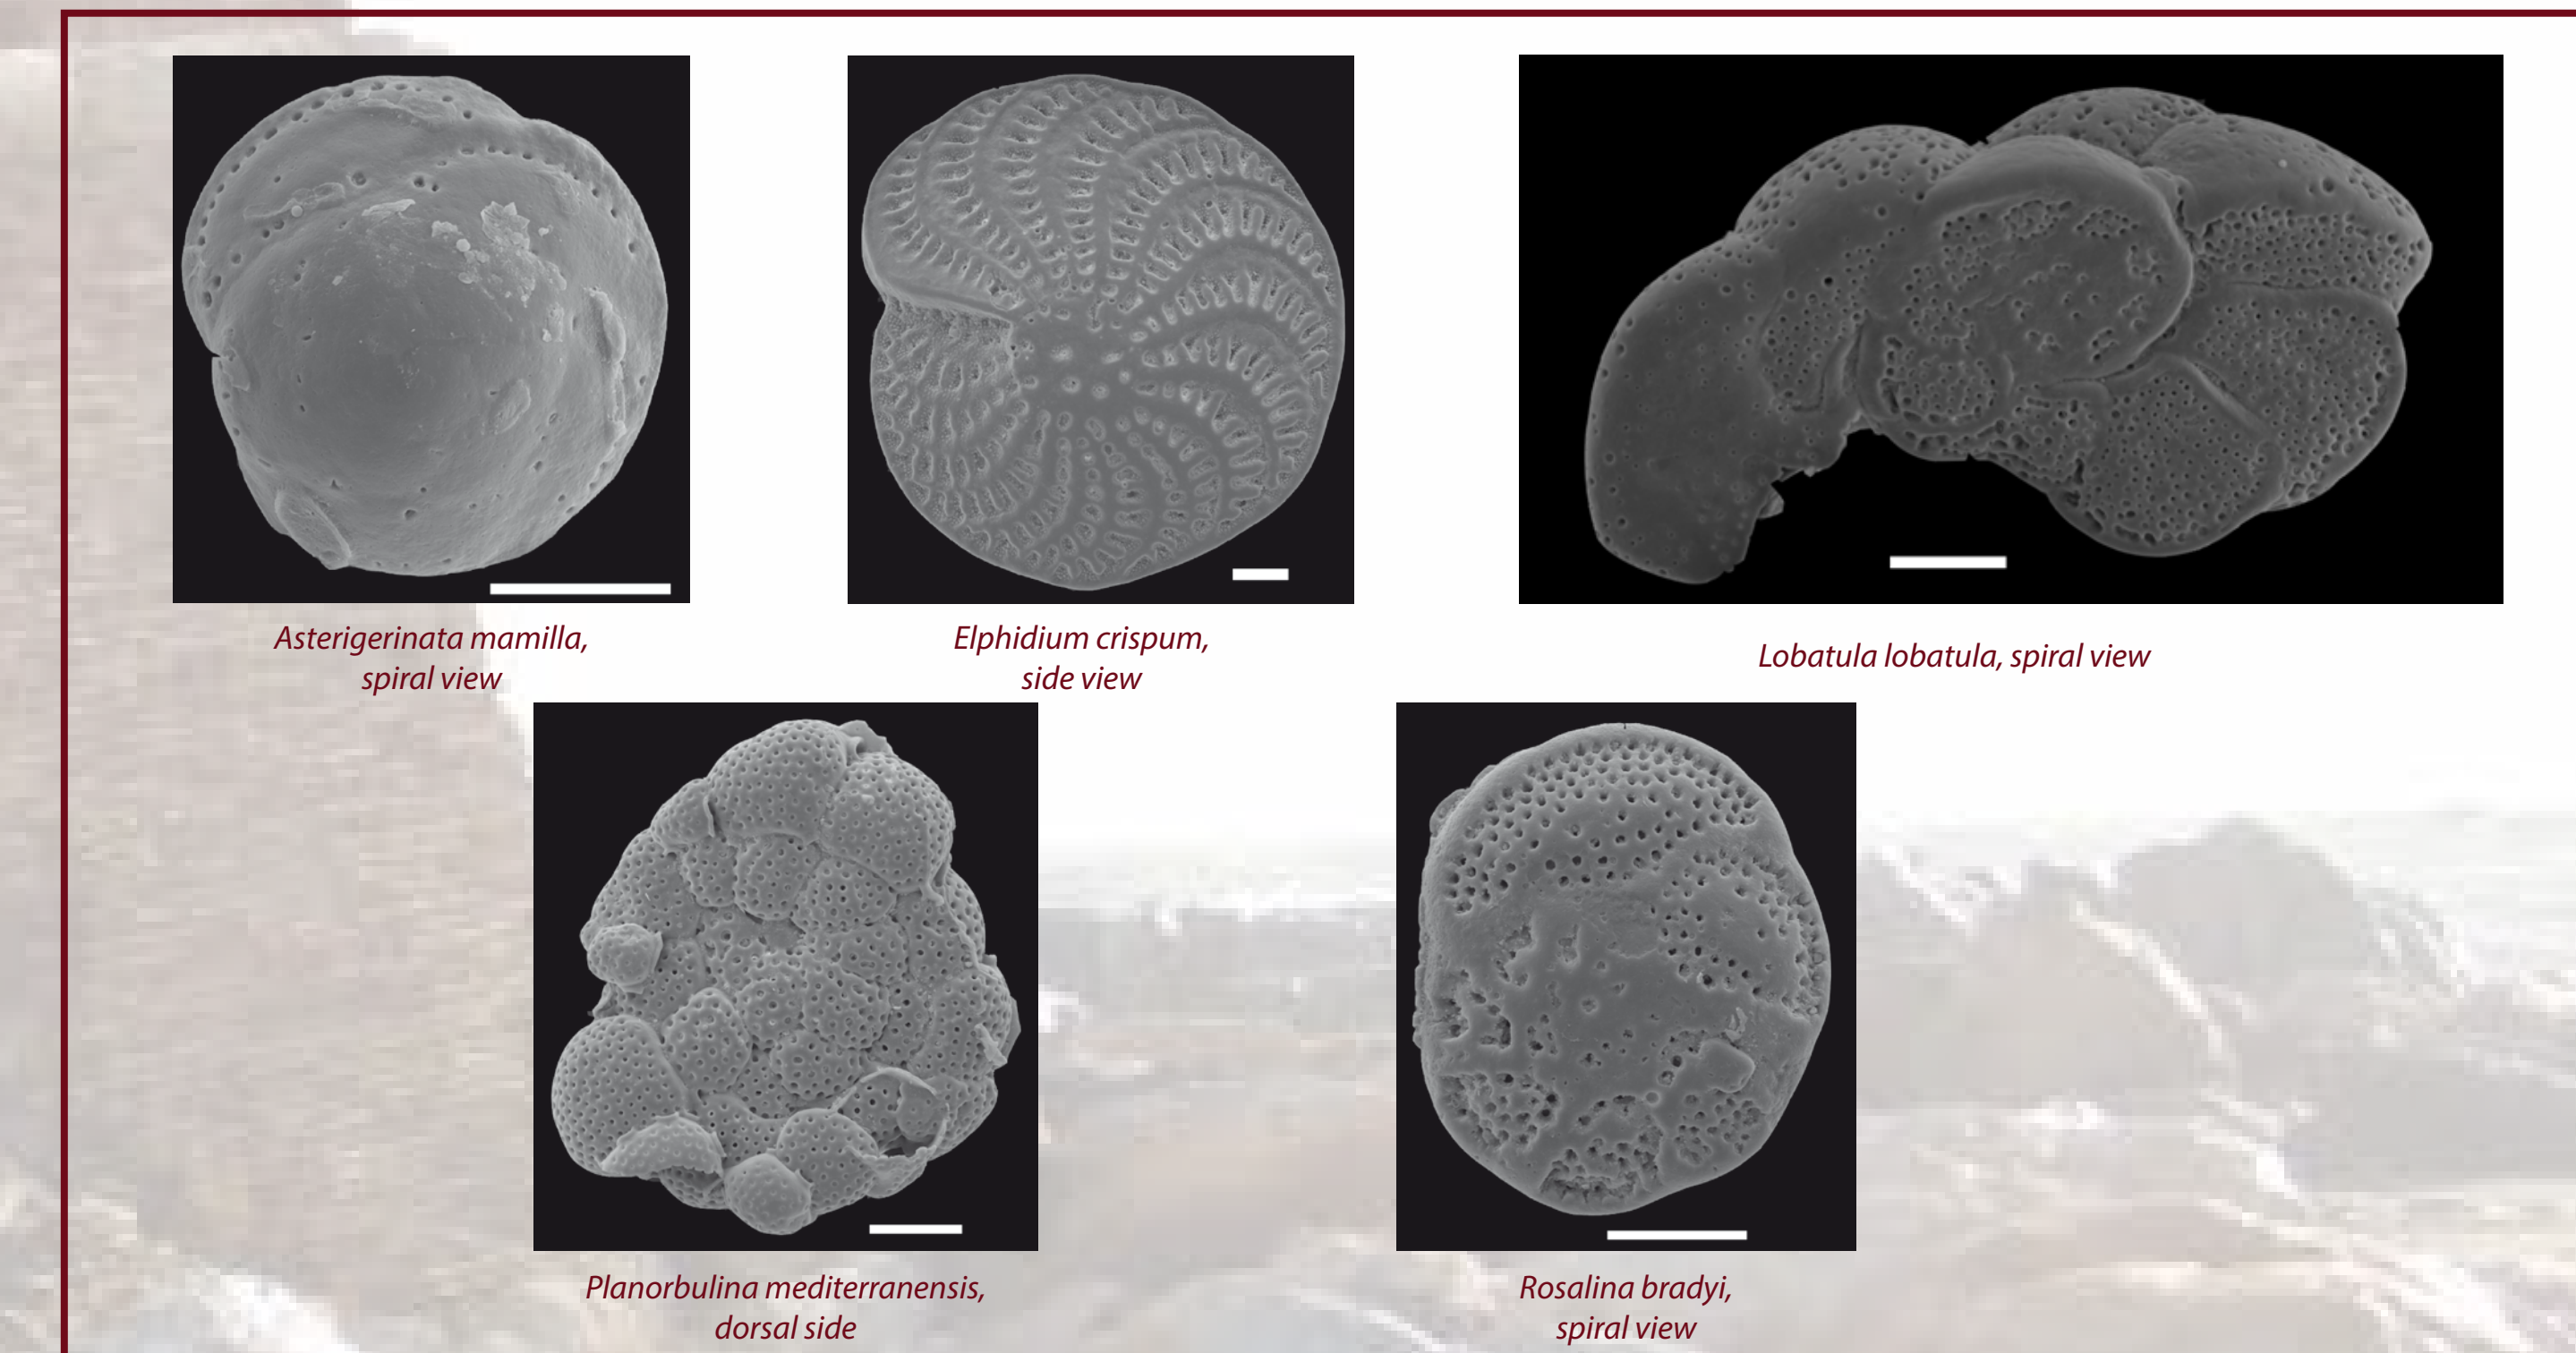 Asterigerinata mamilla,
spiral view
Elphidium crispum,
side view
Lobatula lobatula, spiral view
Planorbulina mediterranensis,
dorsal side
Rosalina bradyi,
spiral view